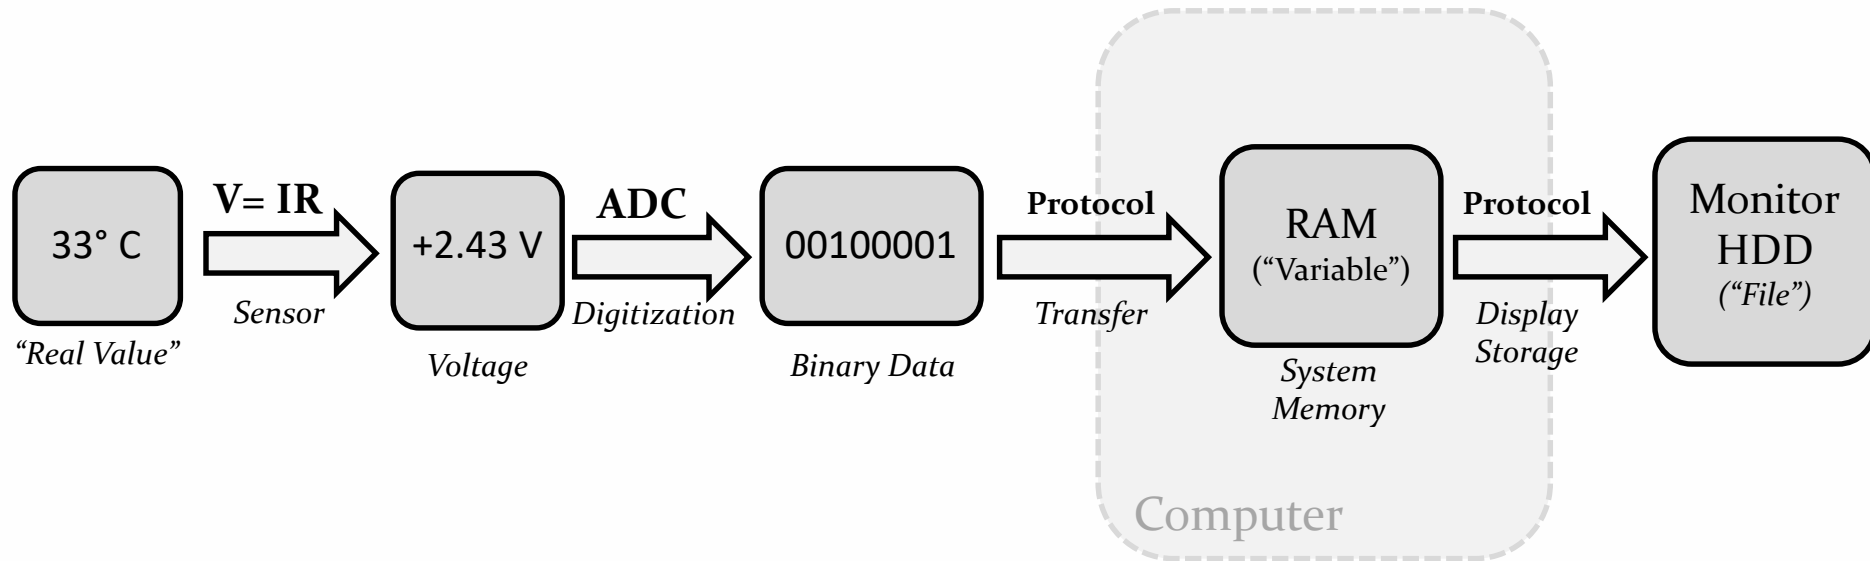 33° C
“Real Value”
V= IR
Sensor
+2.43 V
Voltage
ADC
Digitization
00100001
Binary Data
Protocol
Transfer
RAM
(“Variable”)
System
Memory
Computer
Protocol
Display
Storage
Monitor
HDD
(“File”)